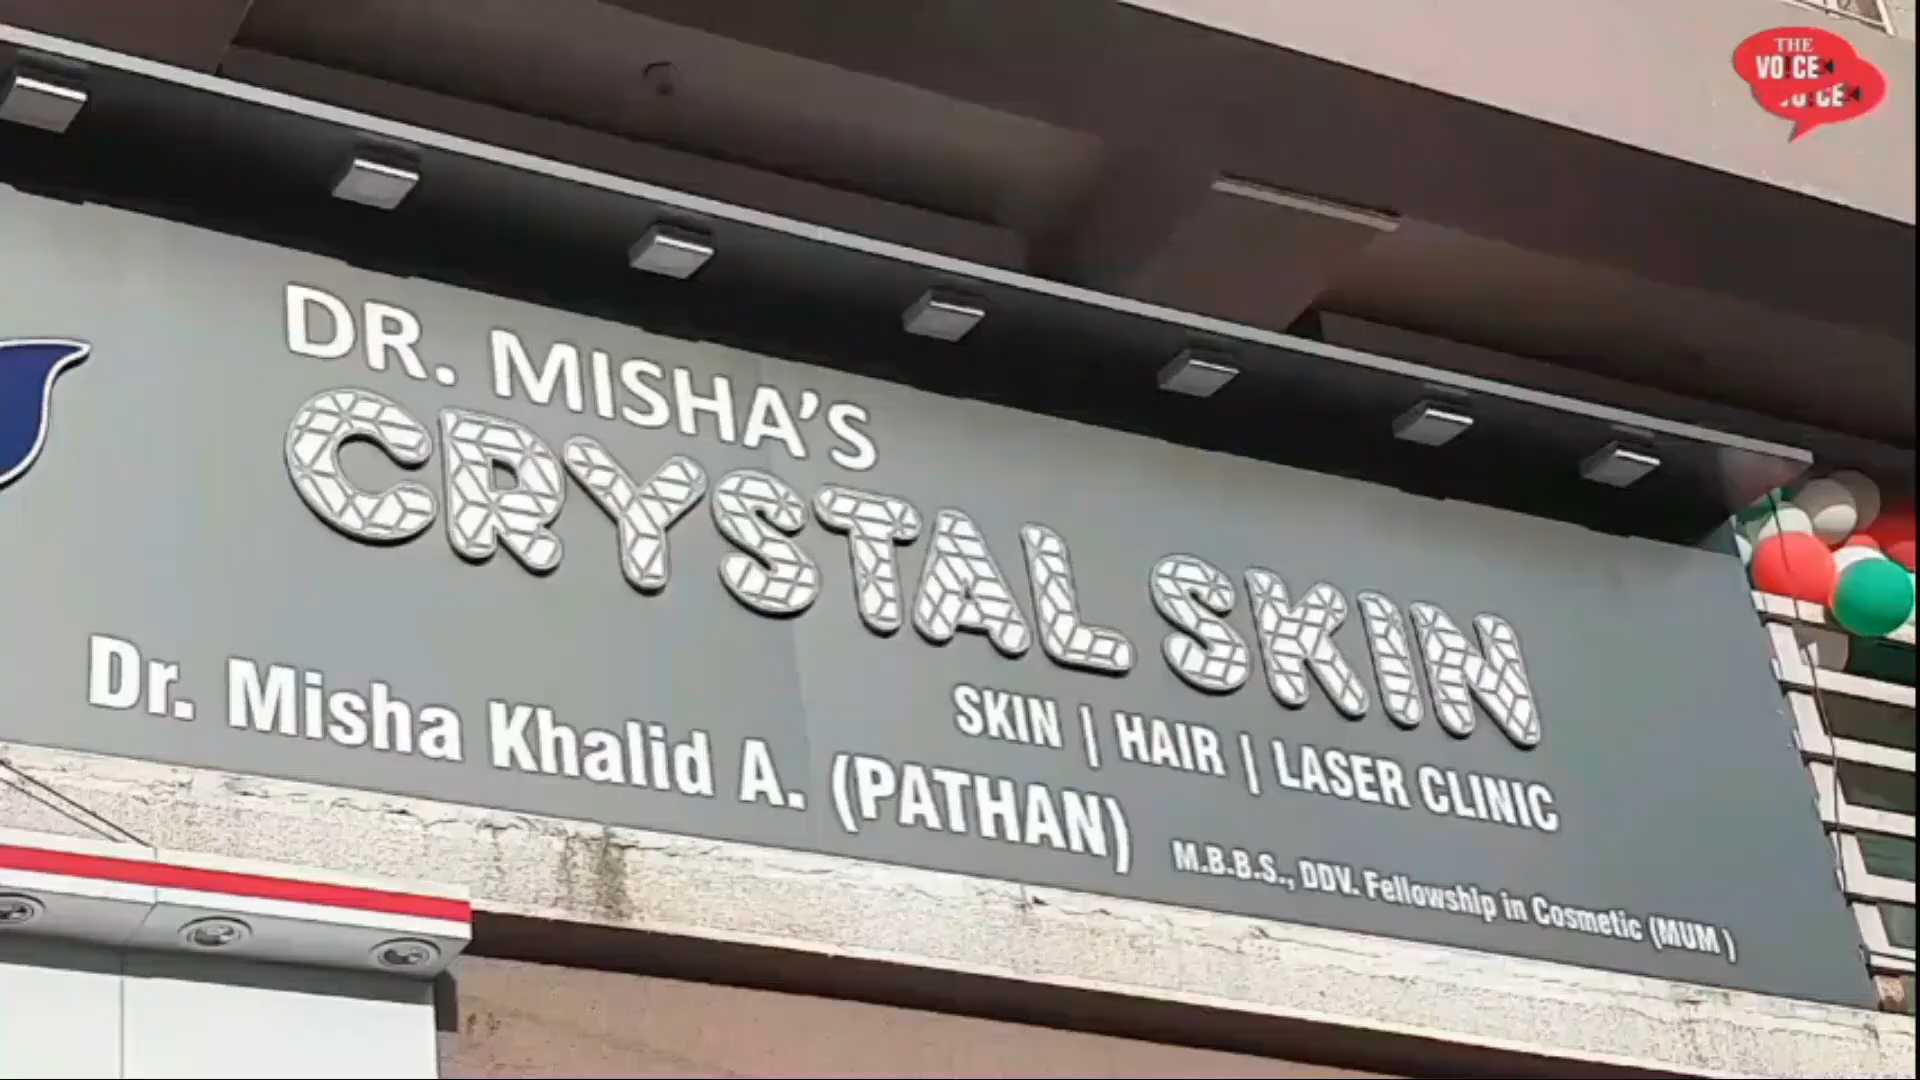 THE
VOICE
VOICE
DR. MISHA'S
CRYSTAL SKIN
SKIN | HAIR | LASER CLINIC
Dr. Misha Khalid A. (PATHAN)
M.B.B.S., DDV. Fellowship in Cosmetic (MUM )